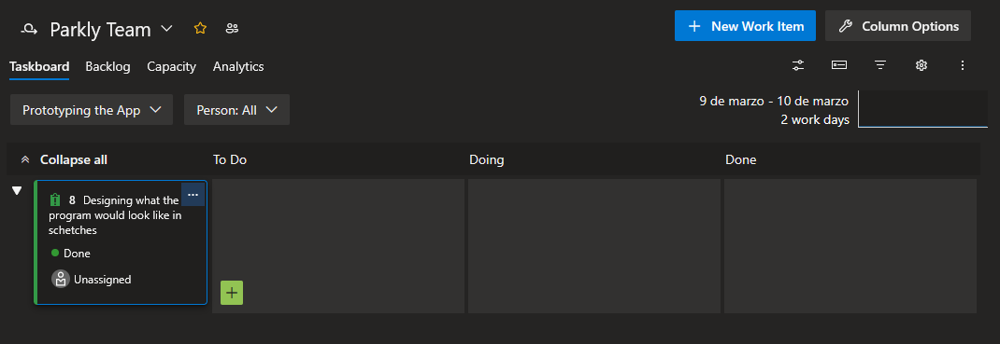 Parkly Team
+ New Work Item
Column Options
Taskboard
Backlog
Capacity
Analytics
Prototyping the App
Person: All
9 de marzo - 10 de marzo
2 work days
Collapse all
To Do
Doing
Done
8 Designing what the
program would look like in
schetches
Done
Unassigned